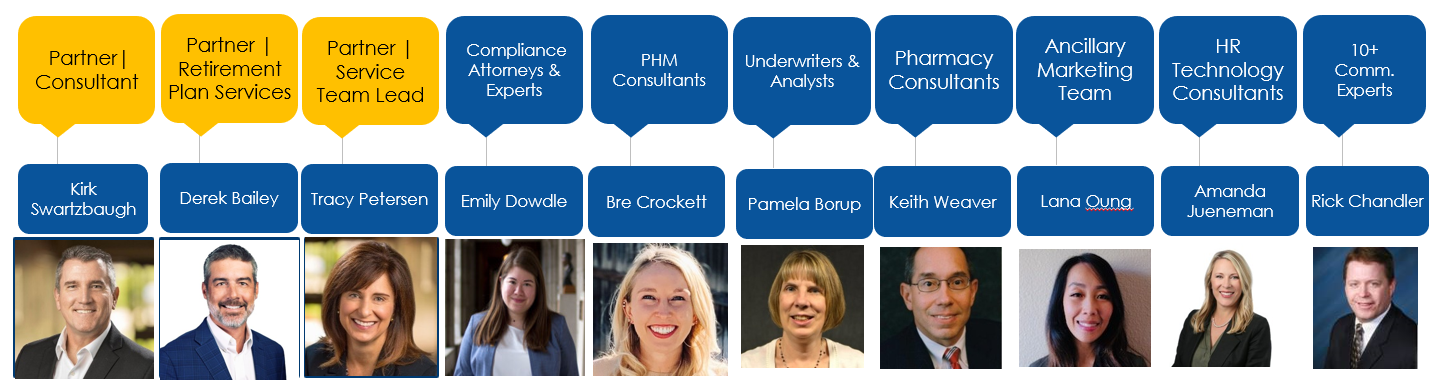 Partner|
Consultant
Partner |
Retirement
Plan Services
Partner |
Service
Team Lead
Compliance
Attorneys &
Experts
PHM
Consultants
Underwriters &
Analysts
Pharmacy
Consultants
Ancillary
Marketing
Team
HR
Technology
Consultants
10+
Comm.
Experts
Kirk
Swartzbaugh
Derek Bailey
Tracy Petersen
Emily Dowdle
Bre Crockett
Pamela Borup
Keith Weaver
Lana Oung
Amanda
Jueneman
Rick Chandler